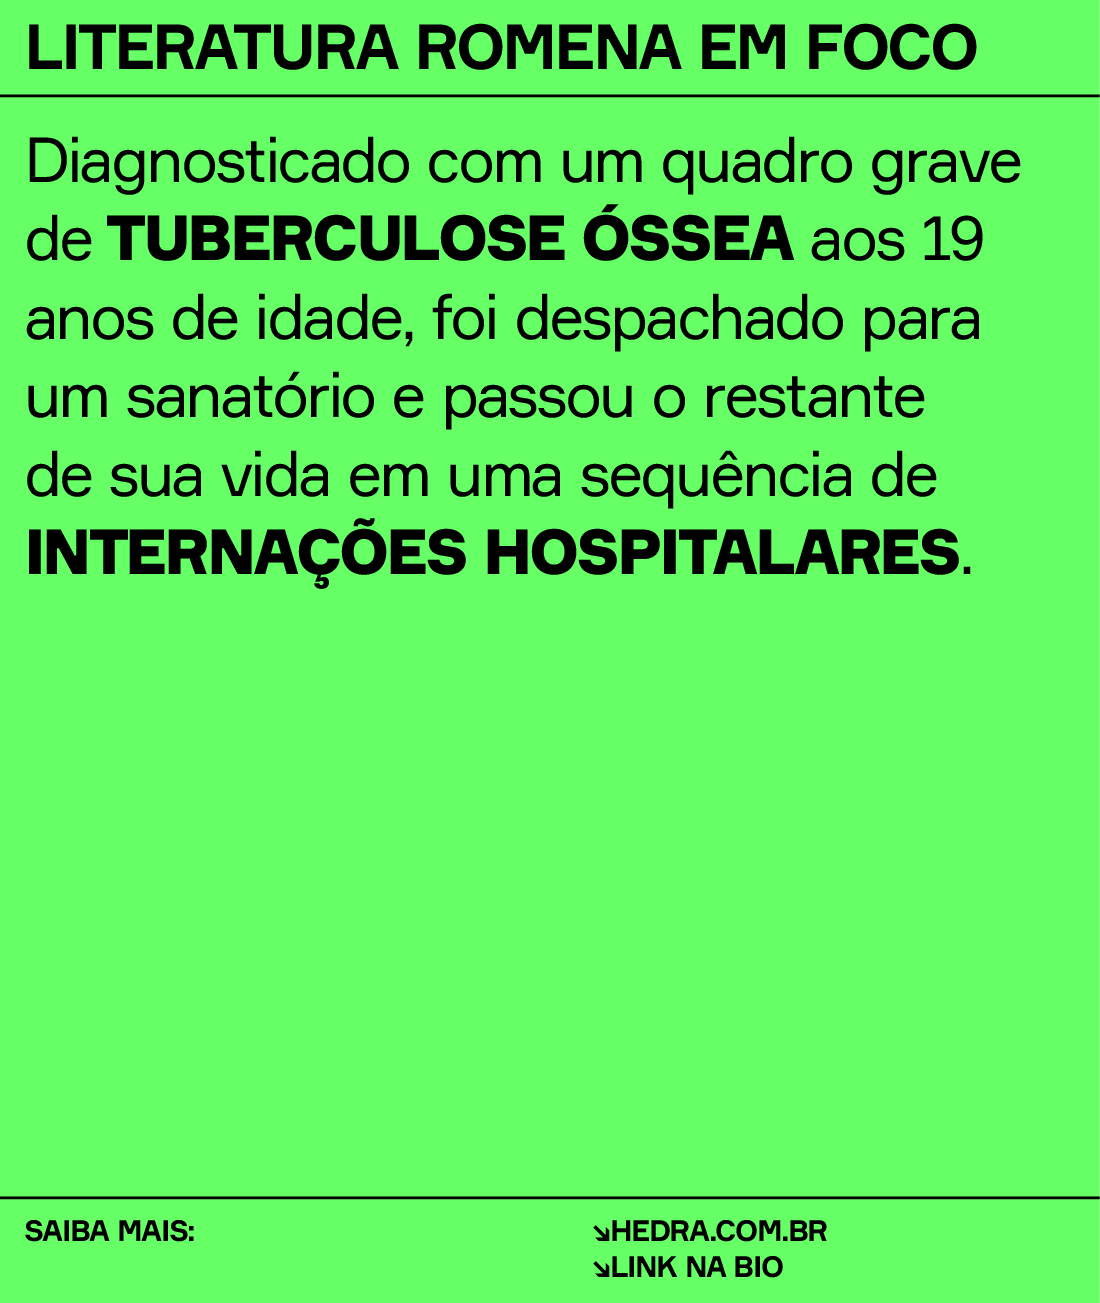 LITERATURA ROMENA EM FOCO
Diagnosticado com um quadro grave
de TUBERCULOSE ÓSSEA aos 19
anos de idade, foi despachado para
um sanatório e passou o restante
de sua vida em uma sequência de
INTERNAÇÕES HOSPITALARES.
SAIBA MAIS:
↘HEDRA.COM.BR
↘LINK NA BIO